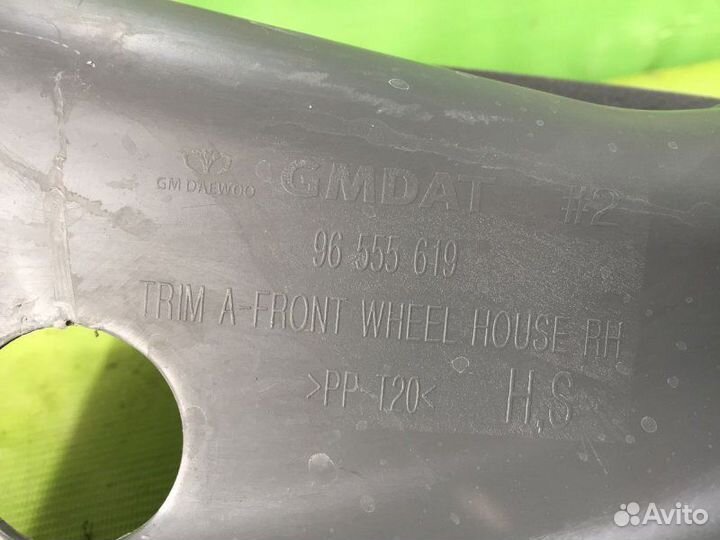 GM DAEWOO
GMDAT #2
96 555 619
TRIM A-FRONT WHEEL HOUSE RH
>PP-T20< H,S
Avito